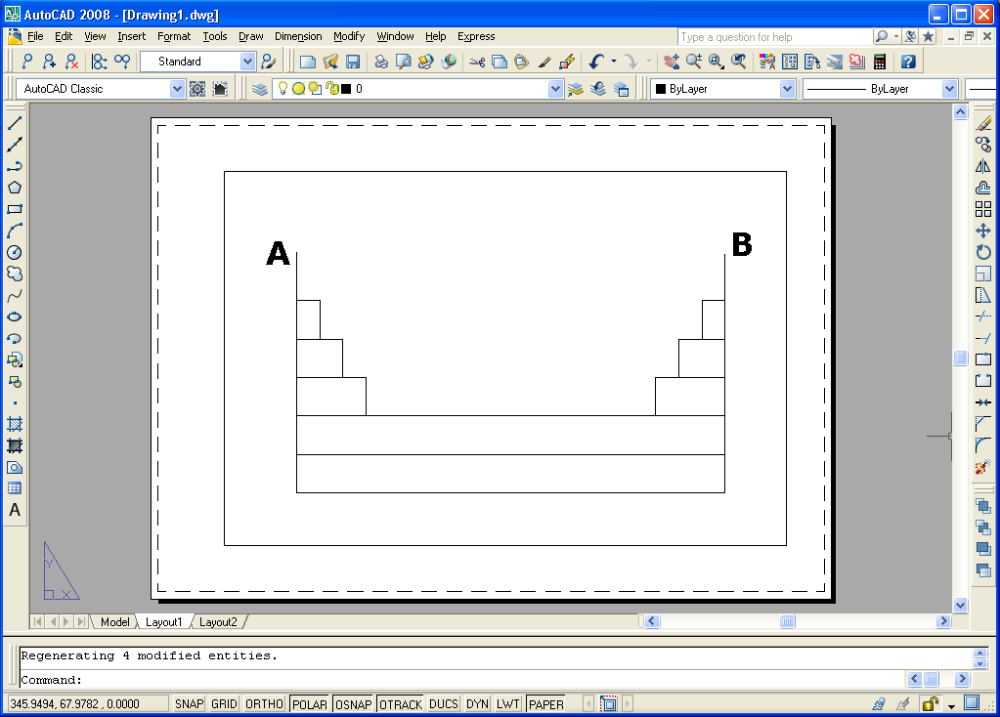 AutoCAD 2008 - [Drawing1.dwg]
File Edit View Insert Format Tools Draw Dimension Modify Window Help Express
Type a question for help
Standard
AutoCAD Classic
0
ByLayer
ByLayer
A
B
A
Y
X
Model Layout1 Layout2
Regenerating 4 modified entities.
Command:
345.9494, 67.9782 , 0.0000 SNAP GRID ORTHO POLAR OSNAP OTRACK DUCS DYN LWT PAPER